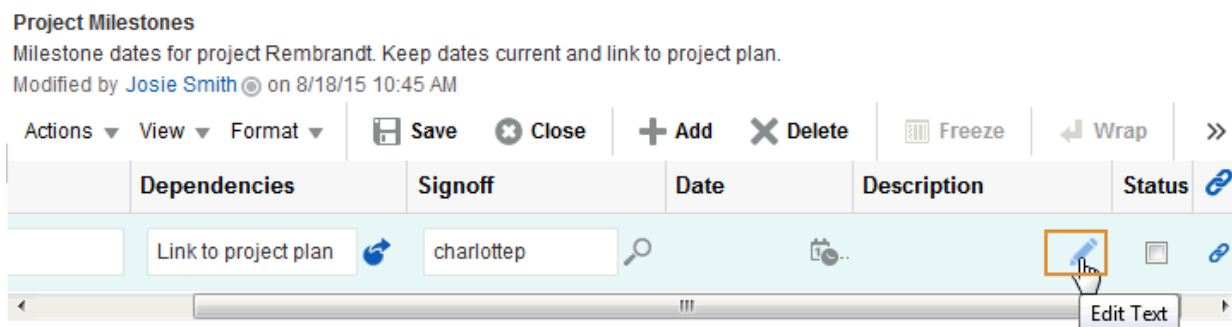 Project Milestones
Milestone dates for project Rembrandt. Keep dates current and link to project plan.
Modified by Josie Smith on 8/18/15 10:45 AM
Actions View Format Save Close Add Delete Freeze Wrap »
Dependencies Signoff Date Description Status
Link to project plan charlottep ..
Edit Text